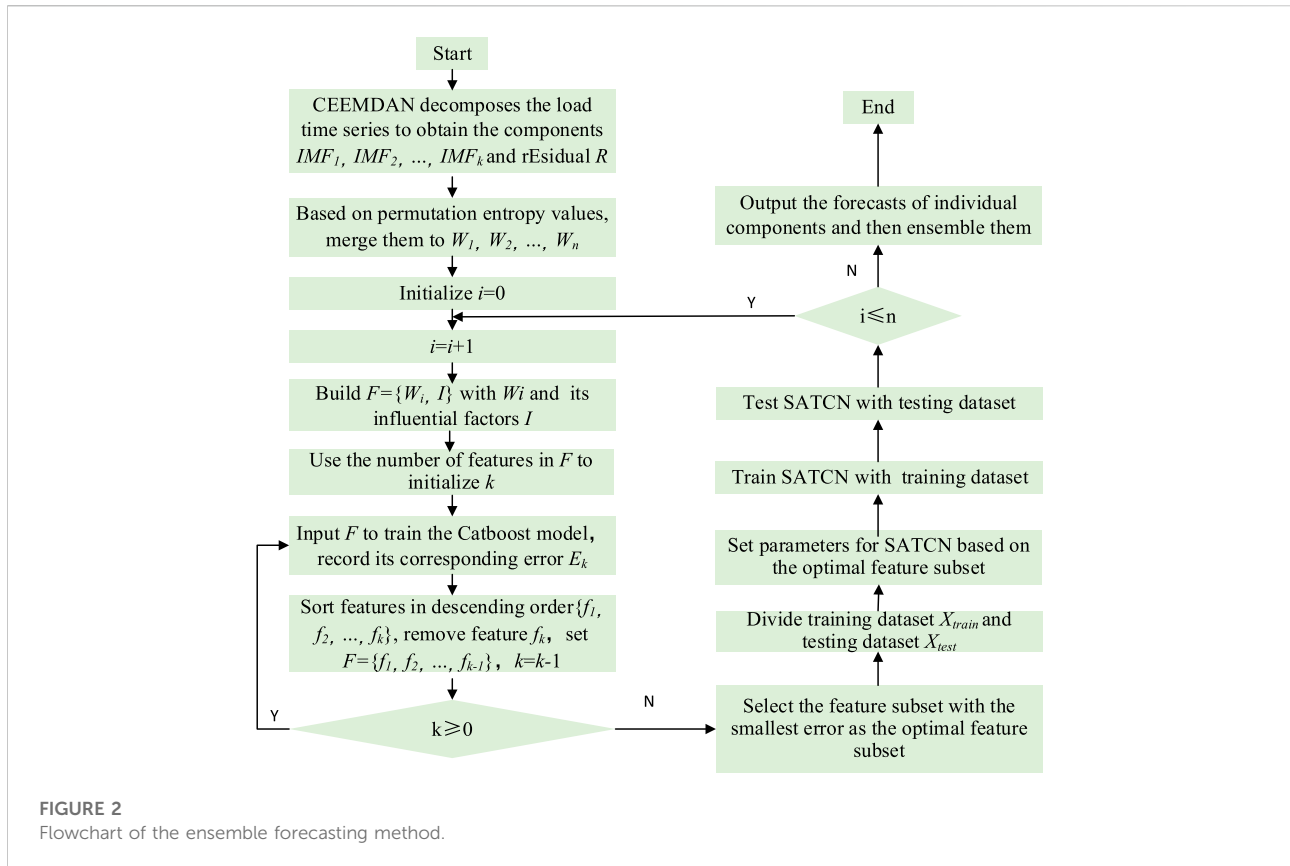 Start
CEEMDAN decomposes the load
time series to obtain the components
IMF₁, IMF₂, ..., IMFₖ and rEsidual R
Based on permutation entropy values,
merge them to W₁, W₂, ..., Wₙ
Initialize i=0
i=i+1
Build F={Wᵢ, I} with Wi and its
influential factors I
Use the number of features in F to
initialize k
Input F to train the Catboost model,
record its corresponding error Eₖ
Sort features in descending order{f₁,
f₂, ..., fₖ}, remove feature fₖ, set
F={f₁, f₂, ..., fₖ₋₁}, k=k-1
Y
k≥0
N
Select the feature subset with the
smallest error as the optimal feature
subset
Divide training dataset X_train and
testing dataset X_test
Set parameters for SATCN based on
the optimal feature subset
Train SATCN with training dataset
Test SATCN with testing dataset
i≤n
Y
N
Output the forecasts of individual
components and then ensemble them
End
FIGURE 2
Flowchart of the ensemble forecasting method.